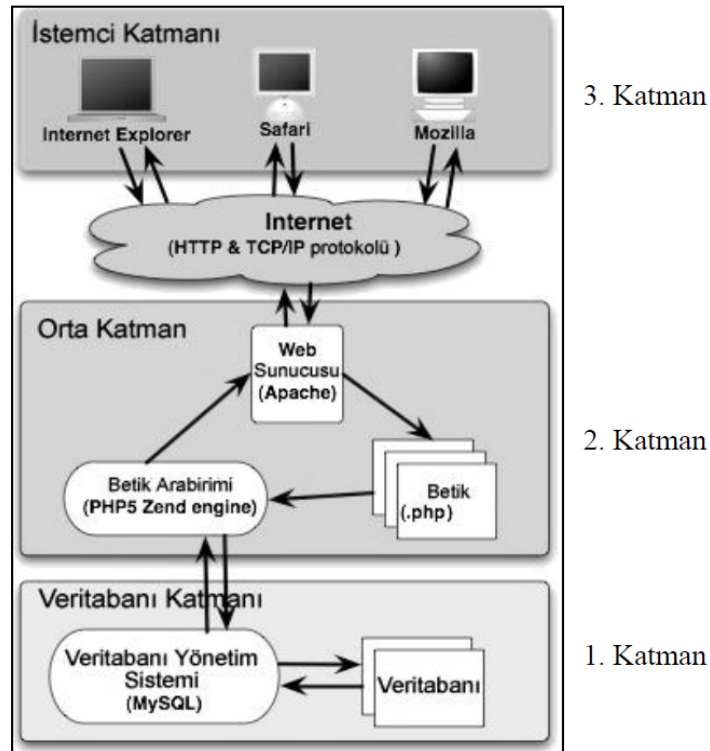 İstemci Katmanı
Internet Explorer
Safari
Mozilla
3. Katman
Internet
(HTTP & TCP/IP protokolü )
Orta Katman
Web
Sunucusu
(Apache)
2. Katman
Betik Arabirimi
(PHP5 Zend engine)
Betik
(.php)
Veritabanı Katmanı
Veritabanı Yönetim
Sistemi
(MySQL)
Veritabanı
1. Katman